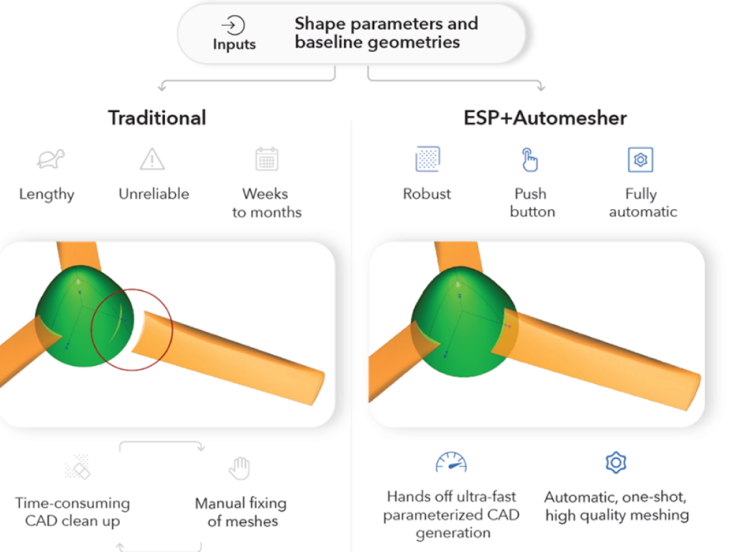 Inputs
Shape parameters and
baseline geometries
Traditional
Lengthy
Unreliable
Weeks
to months
Time-consuming
CAD clean up
Manual fixing
of meshes
ESP+Automesher
Robust
Push
button
Fully
automatic
Hands off ultra-fast
parameterized CAD
generation
Automatic, one-shot,
high quality meshing